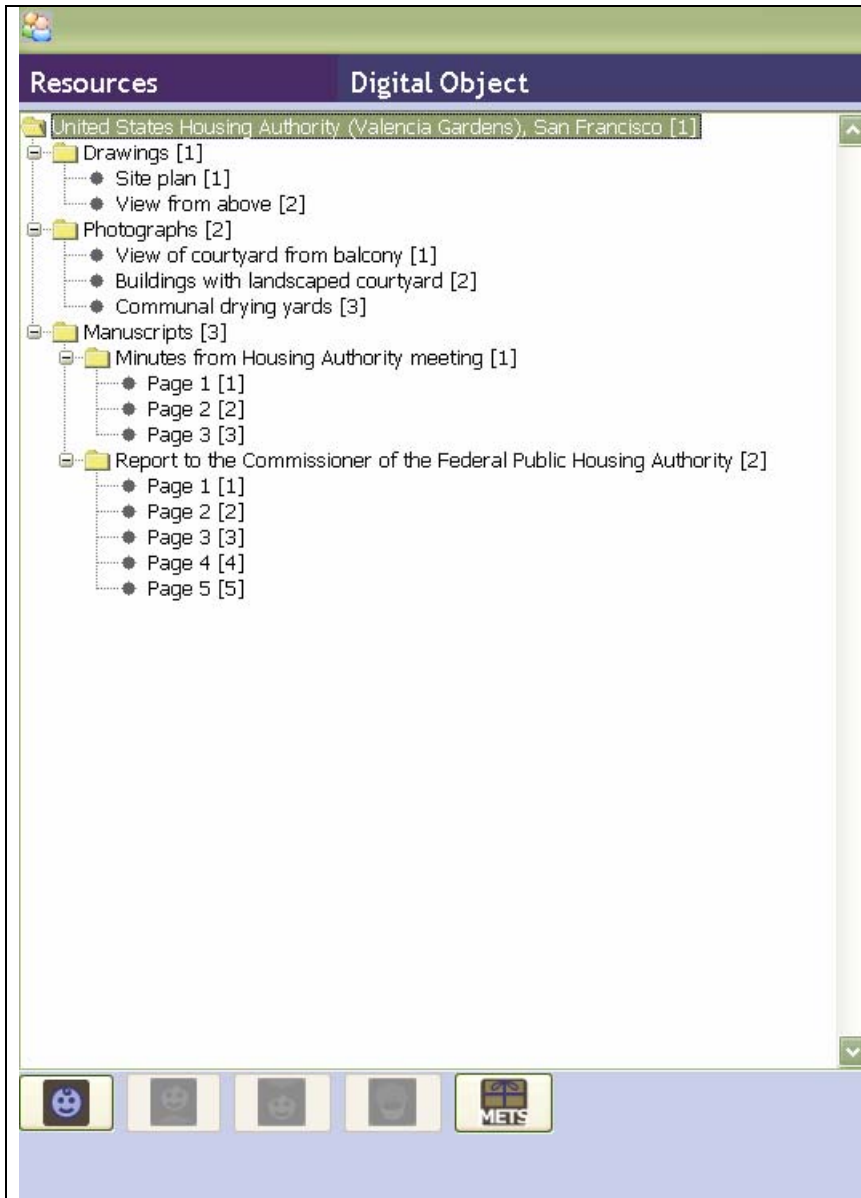 Resources Digital Object
United States Housing Authority (Valencia Gardens), San Francisco [1]
Drawings [1]
Site plan [1]
View from above [2]
Photographs [2]
View of courtyard from balcony [1]
Buildings with landscaped courtyard [2]
Communal drying yards [3]
Manuscripts [3]
Minutes from Housing Authority meeting [1]
Page 1 [1]
Page 2 [2]
Page 3 [3]
Report to the Commissioner of the Federal Public Housing Authority [2]
Page 1 [1]
Page 2 [2]
Page 3 [3]
Page 4 [4]
Page 5 [5]
METS